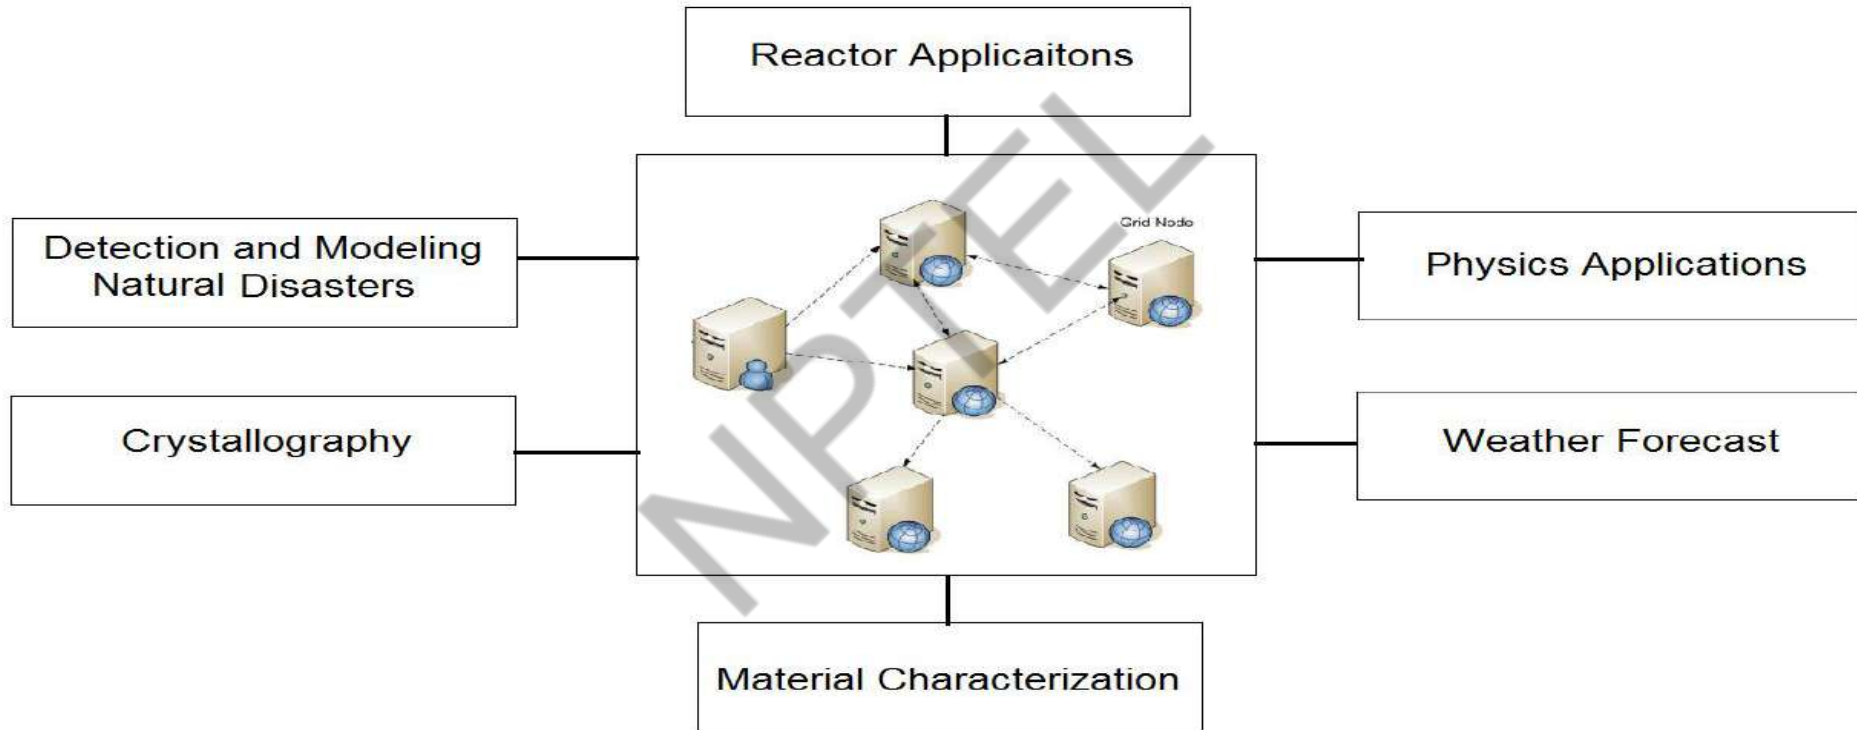 Reactor Applicaitons
Grid Node
Detection and Modeling
Natural Disasters
Physics Applications
Crystallography
Weather Forecast
Material Characterization
NPTEL